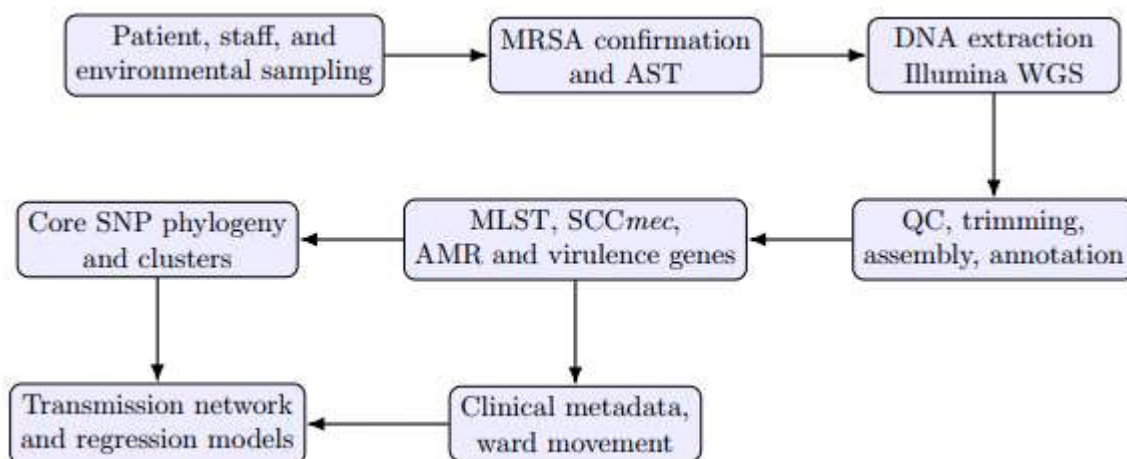 Patient, staff, and
environmental sampling
MRSA confirmation
and AST
DNA extraction
Illumina WGS
Core SNP phylogeny
and clusters
MLST, SCCmec,
AMR and virulence genes
QC, trimming,
assembly, annotation
Transmission network
and regression models
Clinical metadata,
ward movement